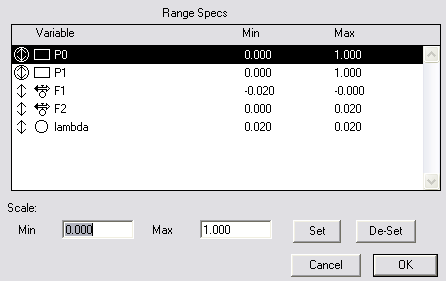 Range Specs
Variable Min Max
P0 0.000 1.000
P1 0.000 1.000
F1 -0.020 -0.000
F2 0.000 0.020
lambda 0.020 0.020
Scale:
Min 0.000 Max 1.000 Set De-Set
Cancel OK